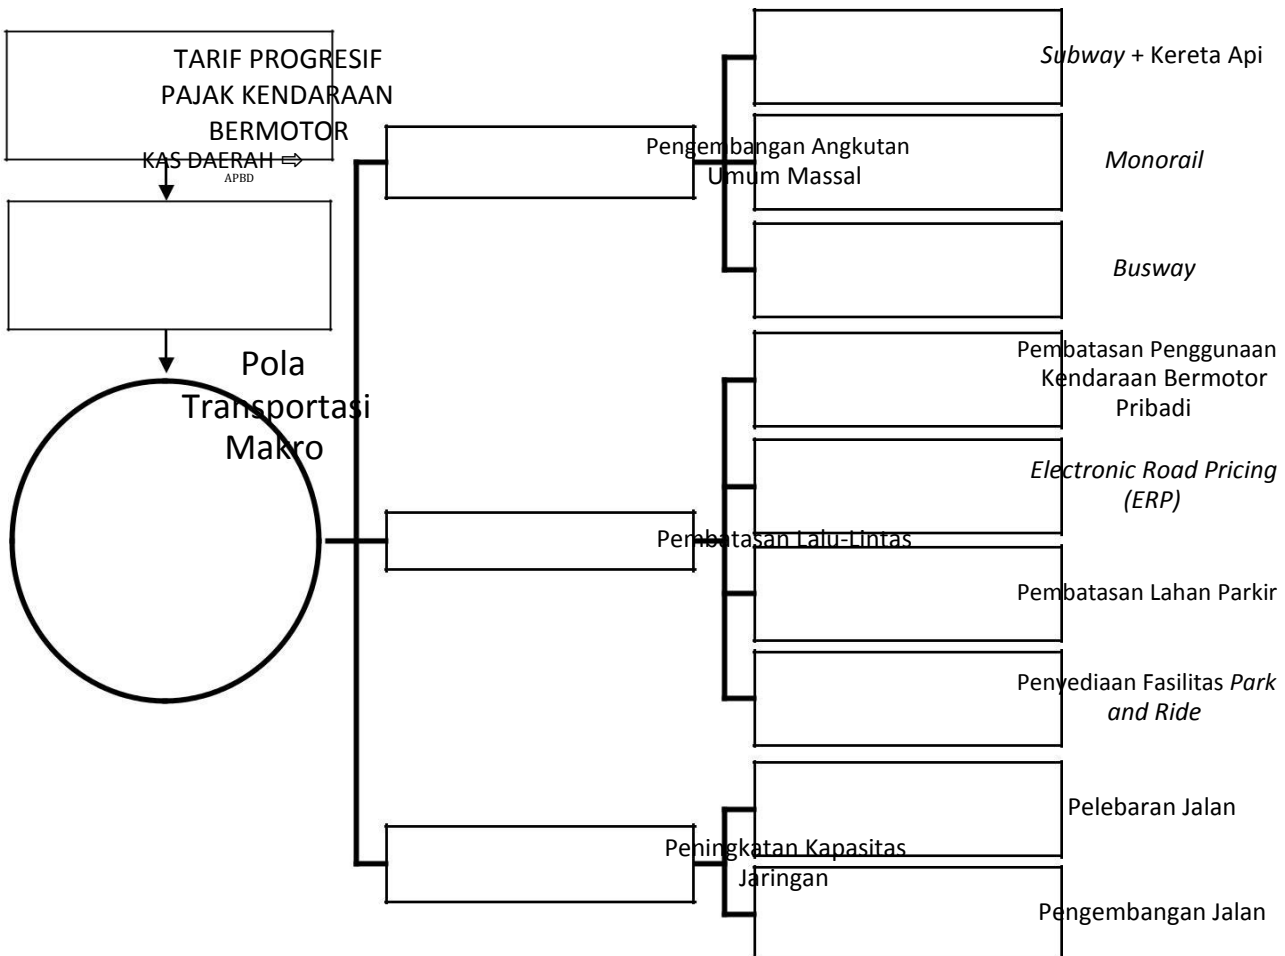 TARIF PROGRESIF
PAJAK KENDARAAN
BERMOTOR
KAS DAERAH ⇨
APBD
Pola
Transportasi
Makro
Pengembangan Angkutan
Umum Massal
Subway + Kereta Api
Monorail
Busway
Pembatasan Lalu-Lintas
Pembatasan Penggunaan
Kendaraan Bermotor
Pribadi
Electronic Road Pricing
(ERP)
Pembatasan Lahan Parkir
Penyediaan Fasilitas Park
and Ride
Peningkatan Kapasitas
Jaringan
Pelebaran Jalan
Pengembangan Jalan